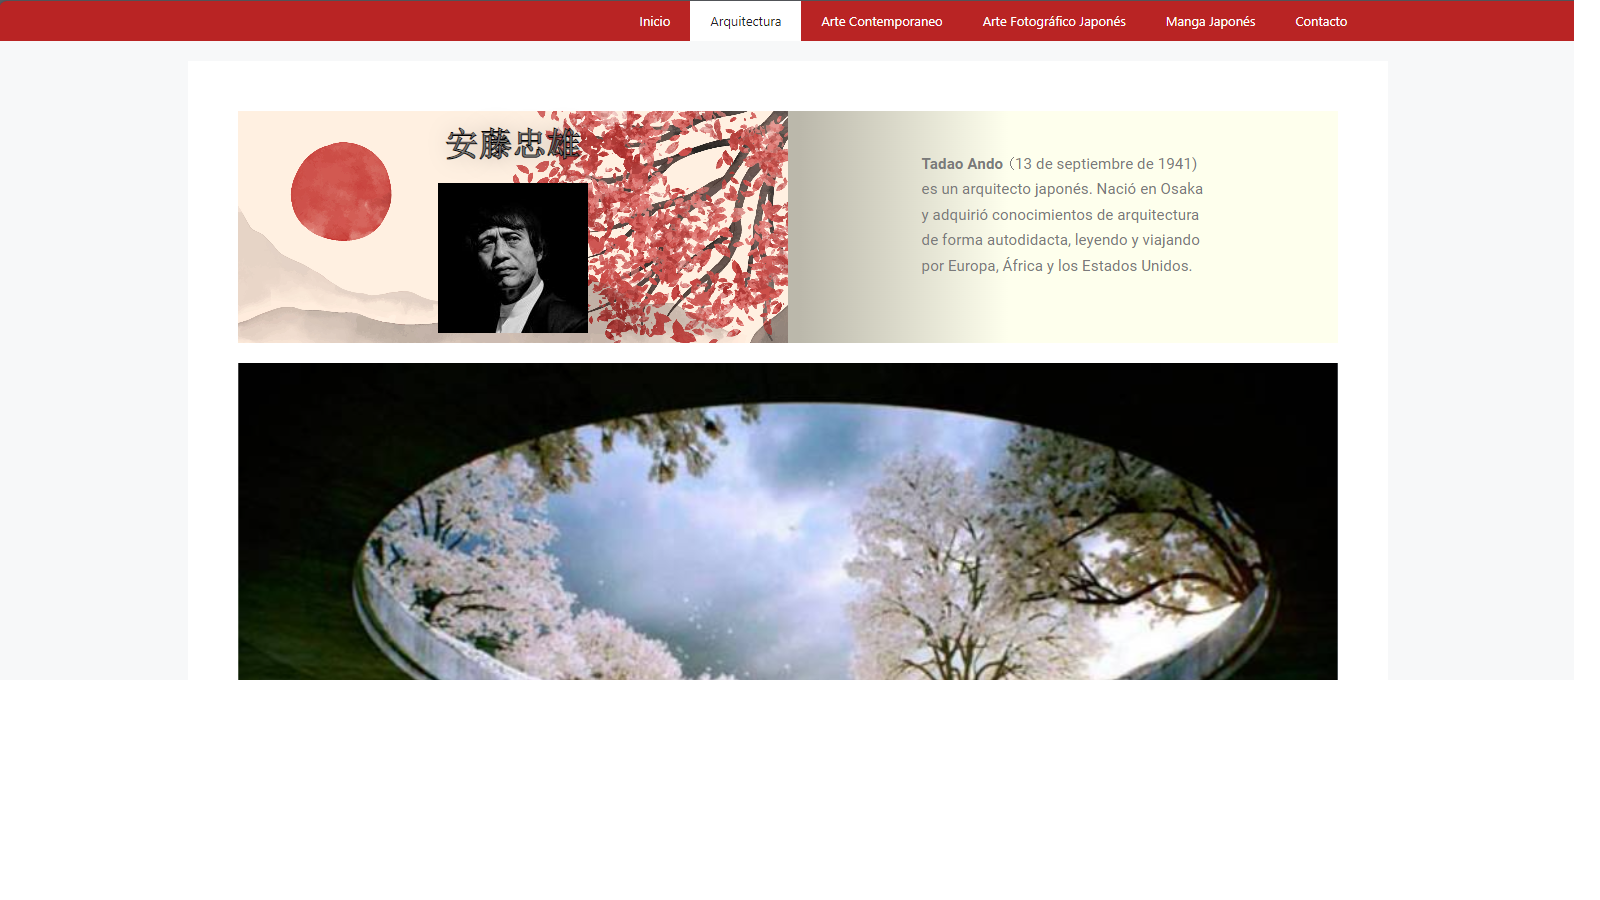 Inicio Arquitectura Arte Contemporaneo Arte Fotográfico Japonés Manga Japonés Contacto
安藤忠雄
Tadao Ando（13 de septiembre de 1941)
es un arquitecto japonés. Nació en Osaka
y adquirió conocimientos de arquitectura
de forma autodidacta, leyendo y viajando
por Europa, África y los Estados Unidos.